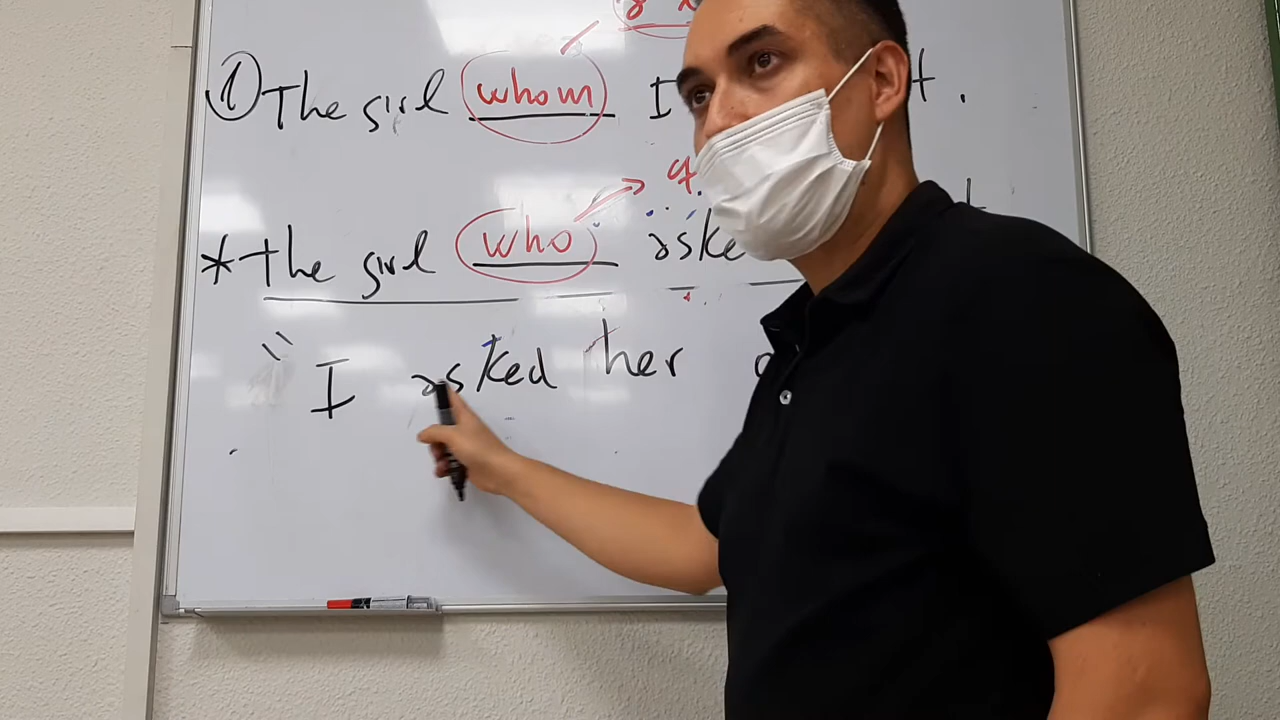 ① The girl whom I t.
* the girl who aske
" I asked her